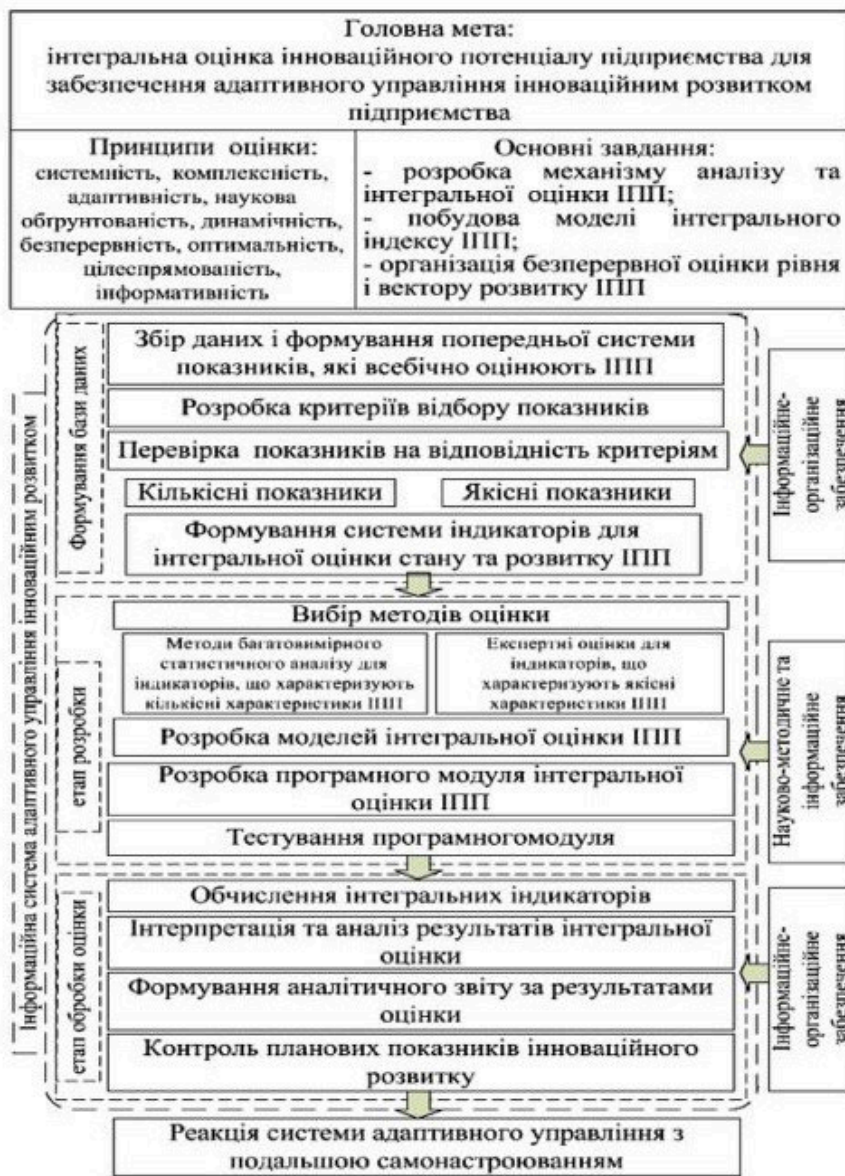 Головна мета:
інтегральна оцінка інноваційного потенціалу підприємства для
забезпечення адаптивного управління інноваційним розвитком
підприємства
Принципи оцінки:
системність, комплексність,
адаптивність, наукова
обґрунтованість, динамічність,
безперервність, оптимальність,
цілеспрямованість,
інформативність
Основні завдання:
- розробка механізму аналізу та
інтегральної оцінки ІПП;
- побудова моделі інтегрального
індексу ІПП;
- організація безперервної оцінки рівня
і вектору розвитку ІПП
Інформаційна система адаптивного управління інноваційним розвитком
Формування бази даних
Збір даних і формування попередньої системи
показників, які всебічно оцінюють ІПП
Розробка критеріїв відбору показників
Перевірка показників на відповідність критеріям
Кількісні показники
Якісні показники
Формування системи індикаторів для
інтегральної оцінки стану та розвитку ІПП
Інформаційне-
організаційне
забезпечення
етап розробки
Вибір методів оцінки
Методи багатовимірного
статистичного аналізу для
індикаторів, що характеризують
кількісні характеристики ІПП
Експертні оцінки для
індикаторів, що
характеризують якісні
характеристики ІПП
Розробка моделей інтегральної оцінки ІПП
Розробка програмного модуля інтегральної
оцінки ІПП
Тестування програмногомодуля
Науково-методичне та
інформаційне
забезпечення
етап обробки оцінки
Обчислення інтегральних індикаторів
Інтерпретація та аналіз результатів інтегральної
оцінки
Формування аналітичного звіту за результатами
оцінки
Контроль планових показників інноваційного
розвитку
Інформаційне-
організаційне
забезпечення
Реакція системи адаптивного управління з
подальшою самонастроюванням